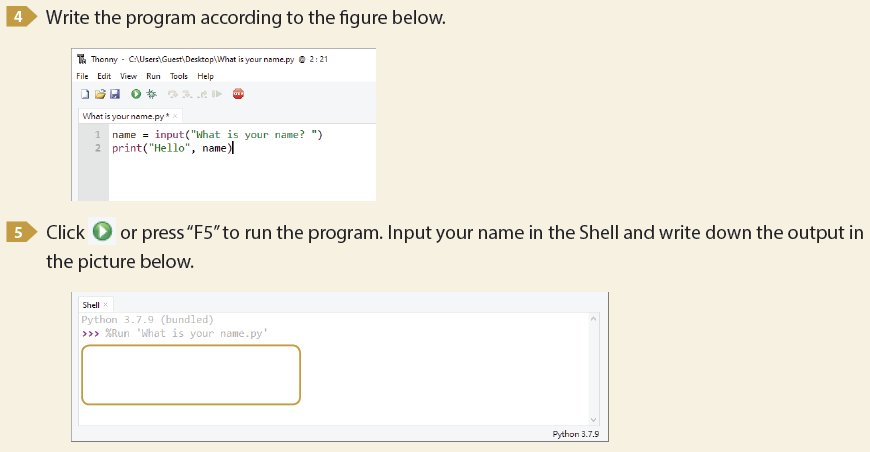 4 Write the program according to the figure below.
Thonny - C:\Users\Guest\Desktop\What is your name.py @ 2 : 21
File Edit View Run Tools Help
What is your name.py * ×
1 name = input("What is your name? ")
2 print("Hello", name)
5 Click or press “F5” to run the program. Input your name in the Shell and write down the output in
the picture below.
Shell ×
Python 3.7.9 (bundled)
>>> %Run 'What is your name.py'
Python 3.7.9